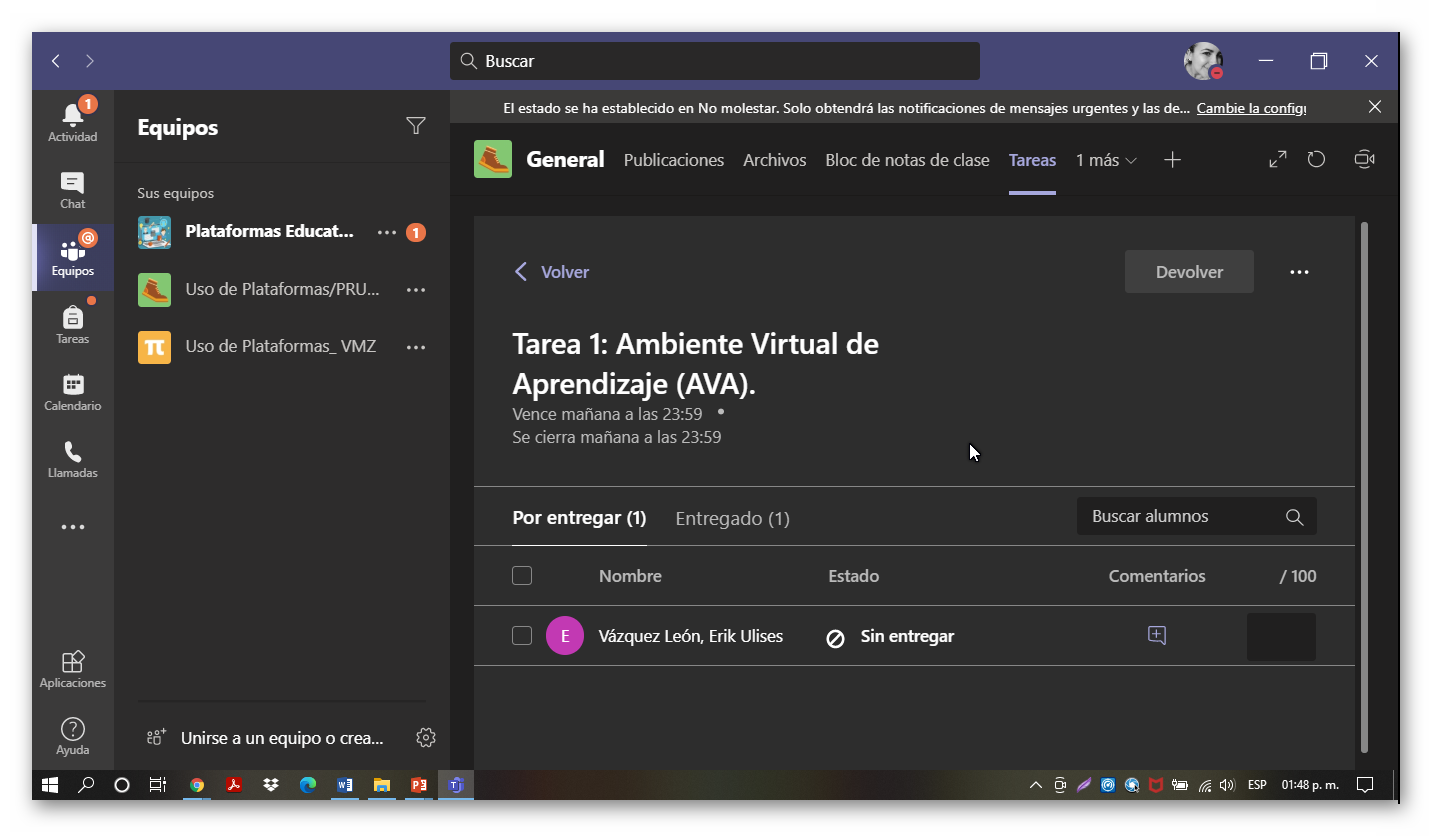 Buscar
El estado se ha establecido en No molestar. Solo obtendrá las notificaciones de mensajes urgentes y las de... Cambie la configu
1
Actividad
Chat
@
Equipos
Tareas
Calendario
Llamadas
Aplicaciones
Ayuda
Equipos
Sus equipos
Plataformas Educat... 1
Uso de Plataformas/PRU...
π Uso de Plataformas_ VMZ
Unirse a un equipo o crea...
General Publicaciones Archivos Bloc de notas de clase Tareas 1 más
Volver
Devolver
Tarea 1: Ambiente Virtual de
Aprendizaje (AVA).
Vence mañana a las 23:59 •
Se cierra mañana a las 23:59
Por entregar (1) Entregado (1) Buscar alumnos
Nombre Estado Comentarios / 100
E Vázquez León, Erik Ulises Sin entregar
ESP 01:48 p. m.